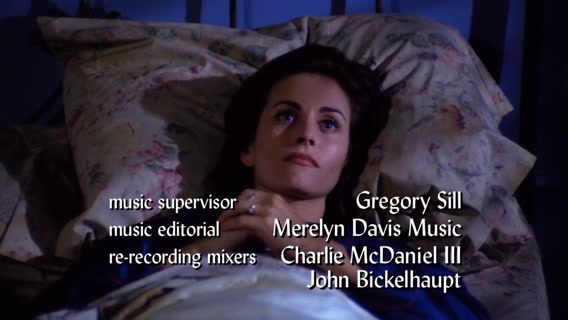 music supervisor Gregory Sill
music editorial Merelyn Davis Music
re-recording mixers Charlie McDaniel III
John Bickelhaupt